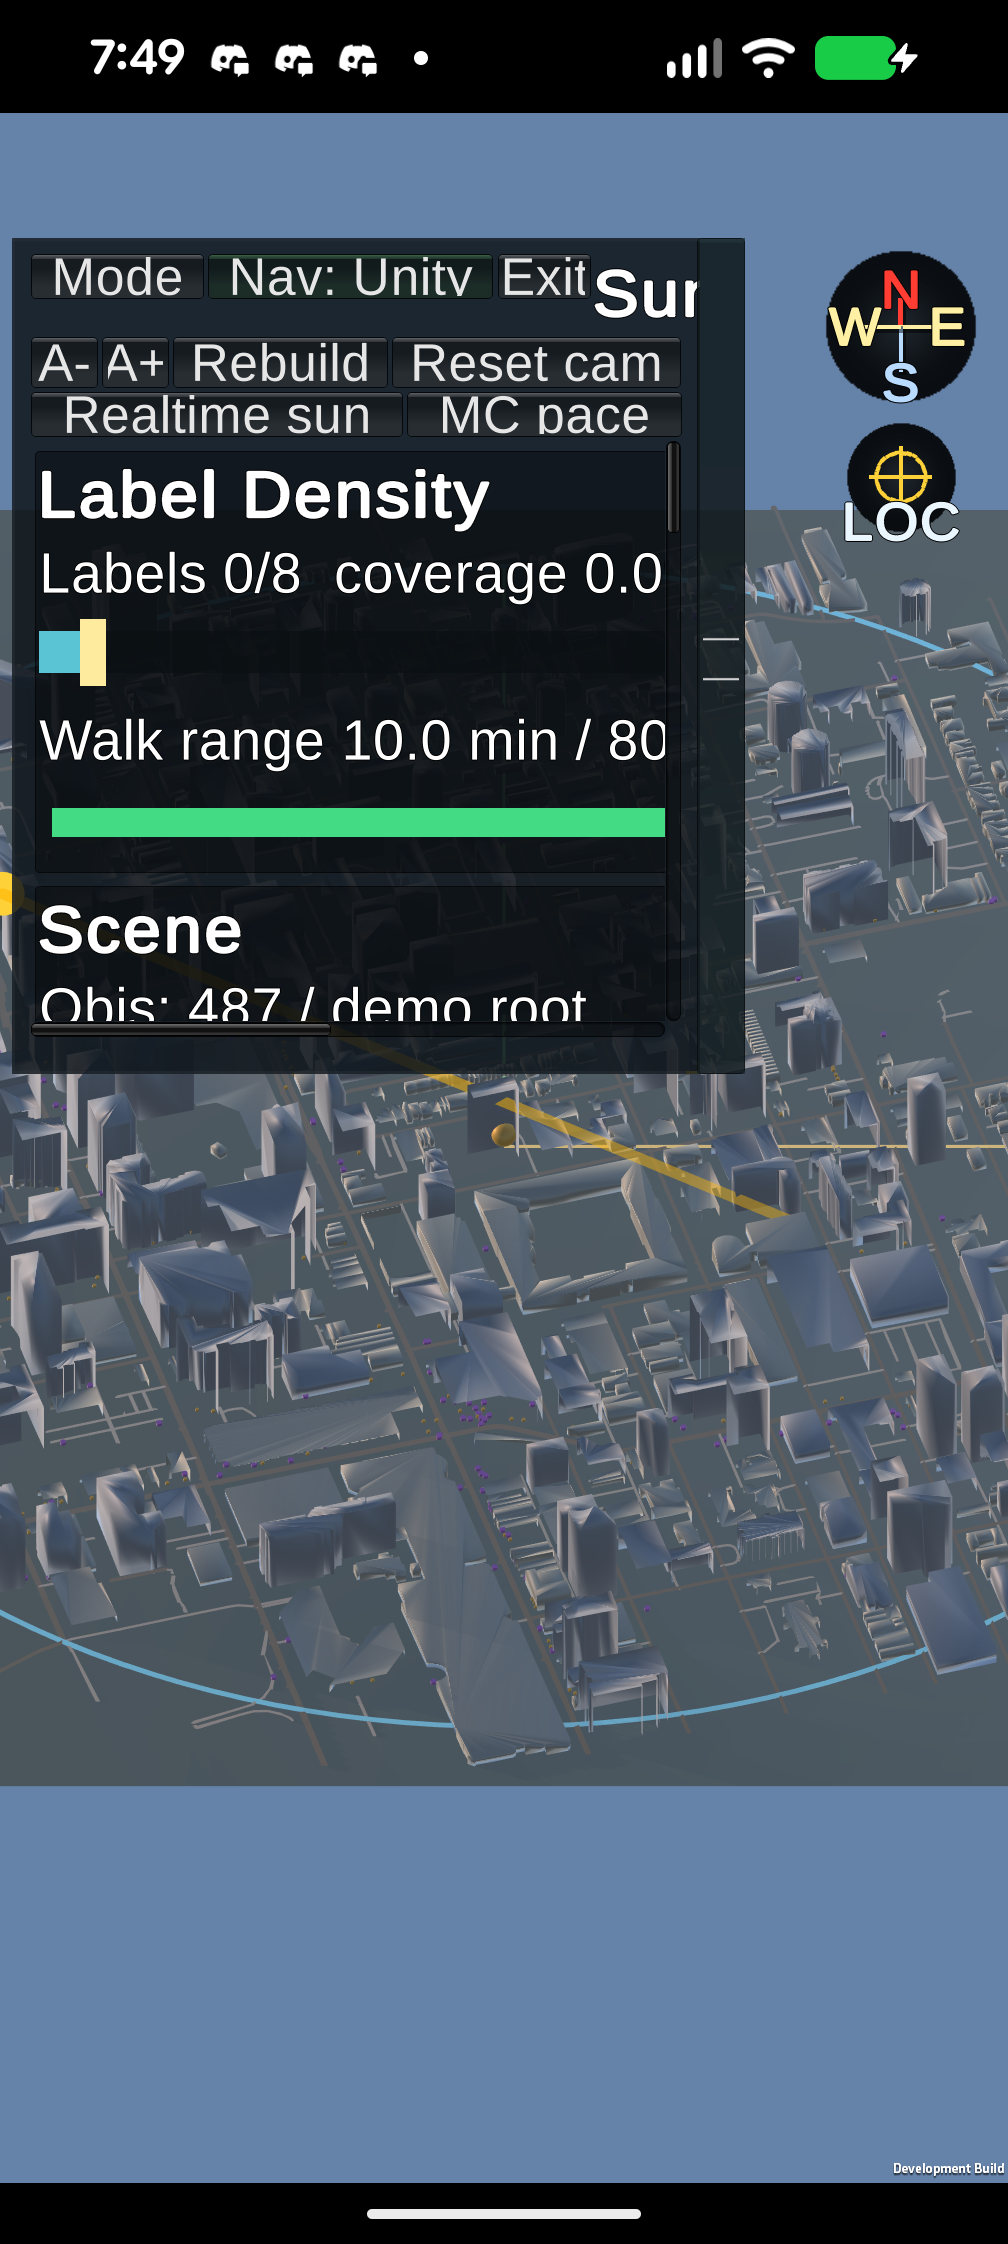 7:49
Mode Nav: Unity Exit Sur
A- A+ Rebuild Reset cam
Realtime sun MC pace
Label Density
Labels 0/8 coverage 0.0
Walk range 10.0 min / 80
Scene
Objs: 487 / demo root
N
W E
S
LOC
Development Build